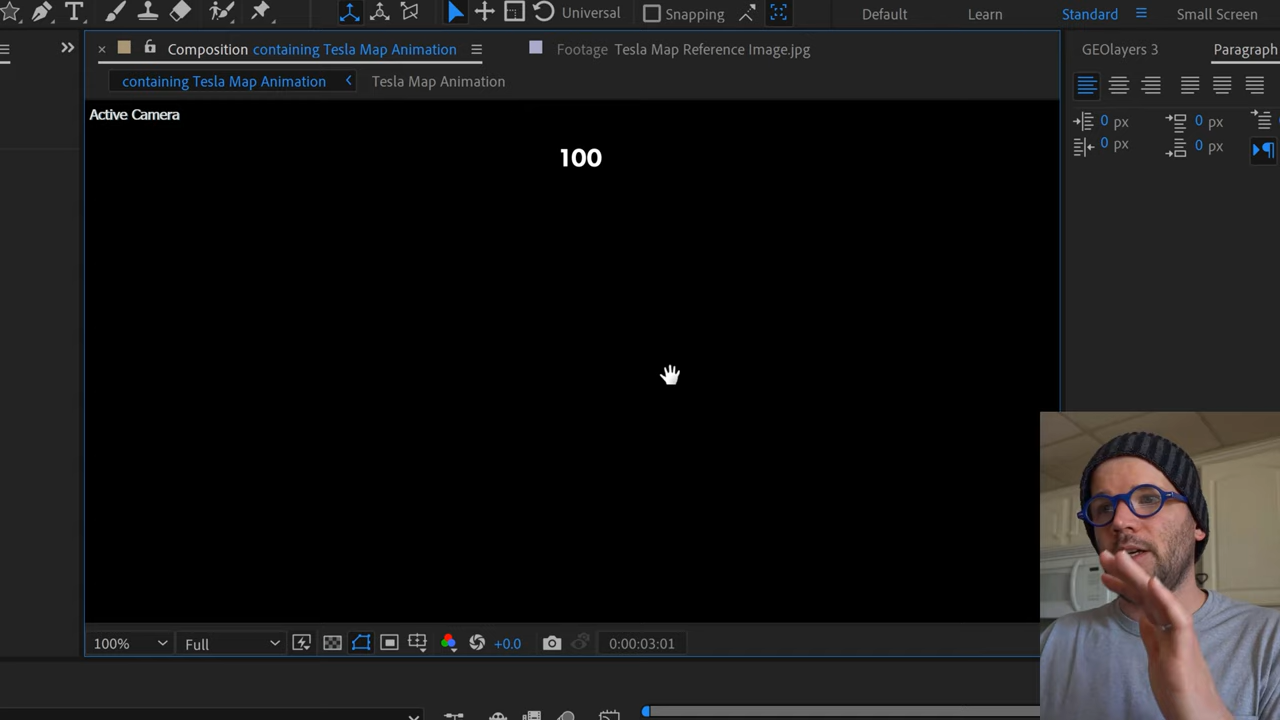 Universal
Snapping
Default
Learn
Standard
Small Screen
Composition containing Tesla Map Animation
Footage Tesla Map Reference Image.jpg
GEOlayers 3
Paragraph
containing Tesla Map Animation
Tesla Map Animation
Active Camera
0 px
0 px
0 px
0 px
100
100%
Full
+0.0
0:00:03:01